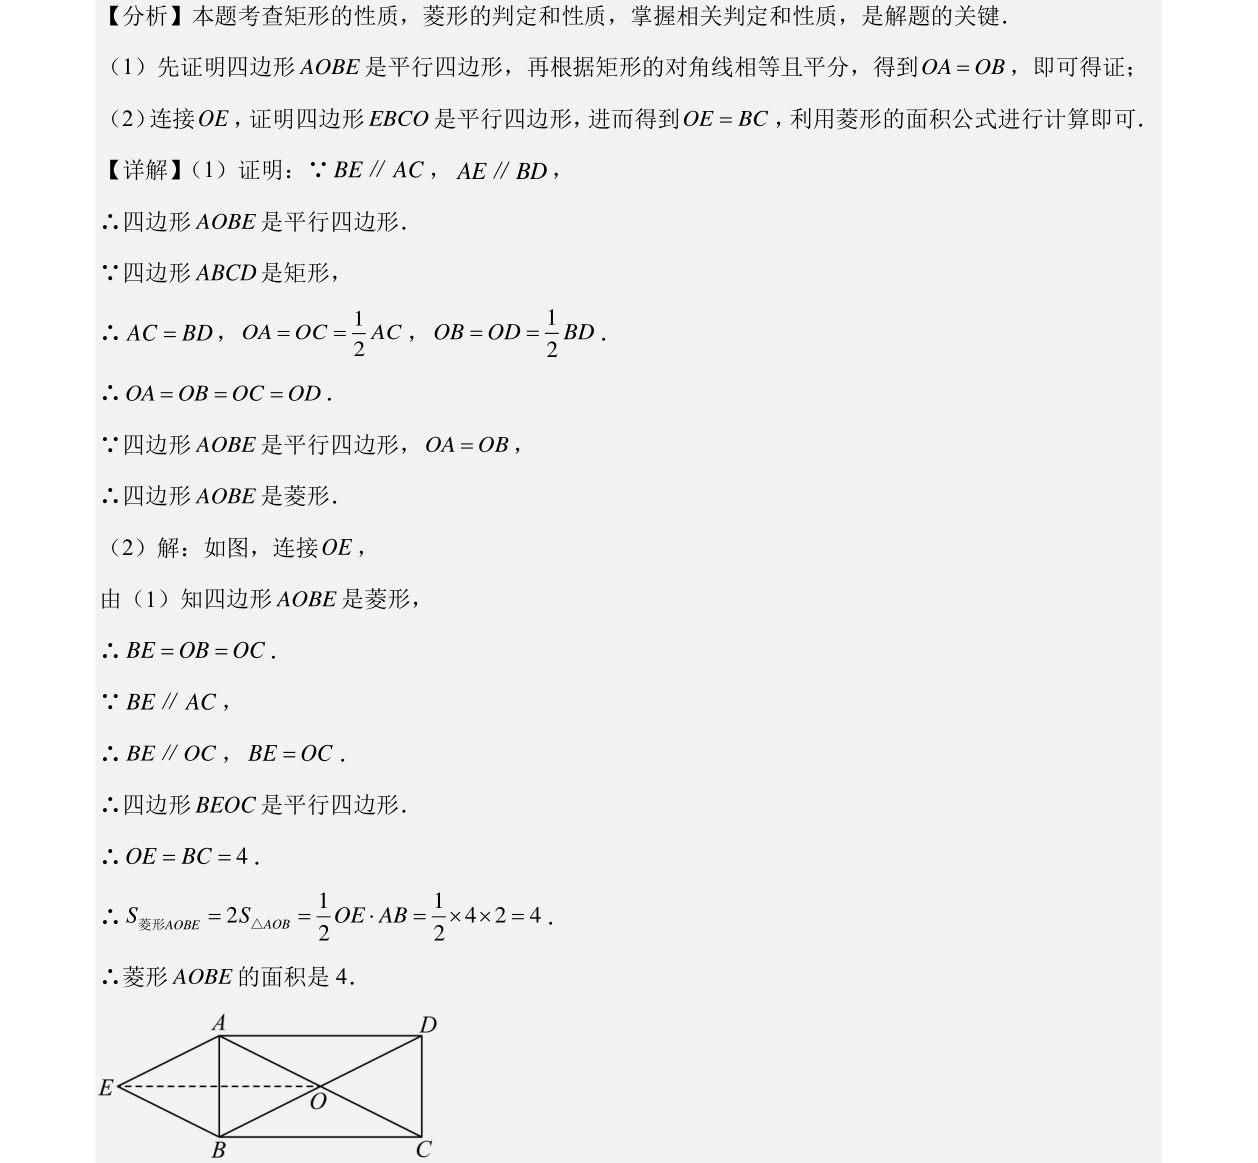 【分析】本题考查矩形的性质，菱形的判定和性质，掌握相关判定和性质，是解题的关键．
（1）先证明四边形AOBE是平行四边形，再根据矩形的对角线相等且平分，得到OA=OB，即可得证；
（2）连接OE，证明四边形EBCO是平行四边形，进而得到OE=BC，利用菱形的面积公式进行计算即可．
【详解】（1）证明：∵BE∥AC，AE∥BD，
∴四边形AOBE是平行四边形．
∵四边形ABCD是矩形，
∴AC=BD，OA=OC=1/2AC，OB=OD=1/2BD．
∴OA=OB=OC=OD．
∵四边形AOBE是平行四边形，OA=OB，
∴四边形AOBE是菱形．
（2）解：如图，连接OE，
由（1）知四边形AOBE是菱形，
∴BE=OB=OC．
∵BE∥AC，
∴BE∥OC，BE=OC．
∴四边形BEOC是平行四边形．
∴OE=BC=4．
∴S菱形AOBE=2S△AOB=1/2OE·AB=1/2×4×2=4．
∴菱形AOBE的面积是4．
A D
E O
B C